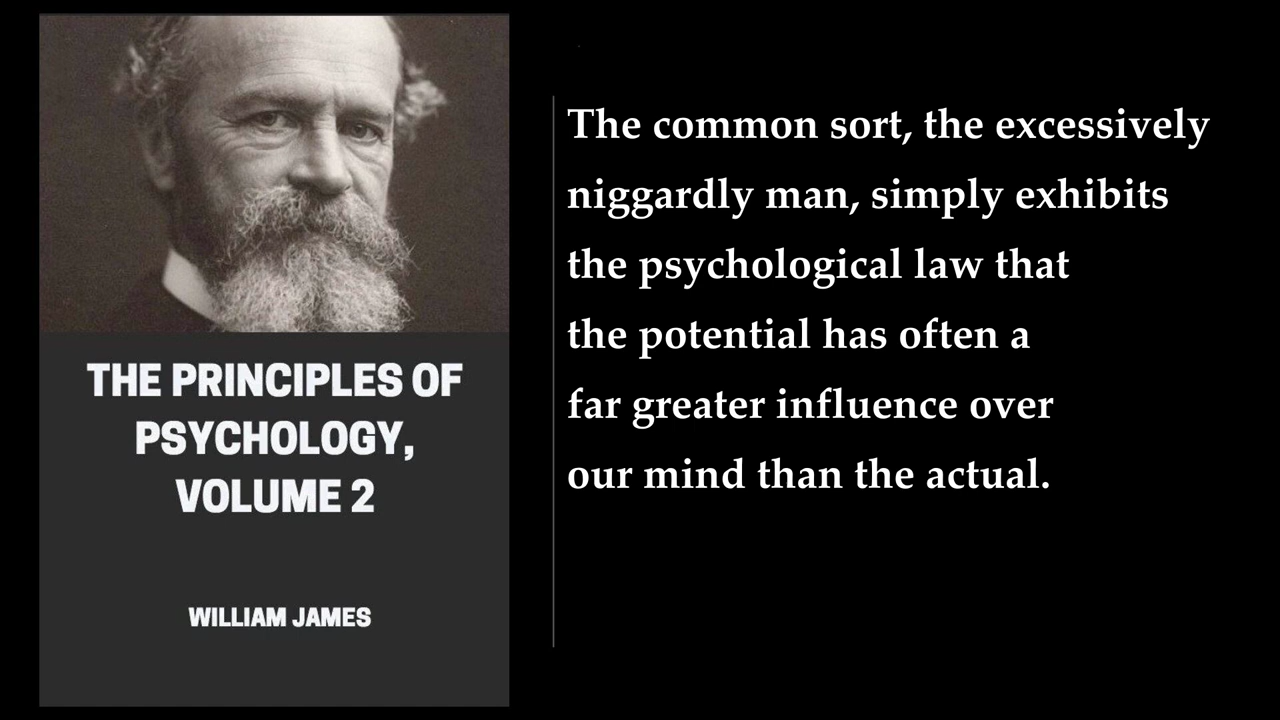 THE PRINCIPLES OF
PSYCHOLOGY,
VOLUME 2
WILLIAM JAMES
The common sort, the excessively
niggardly man, simply exhibits
the psychological law that
the potential has often a
far greater influence over
our mind than the actual.